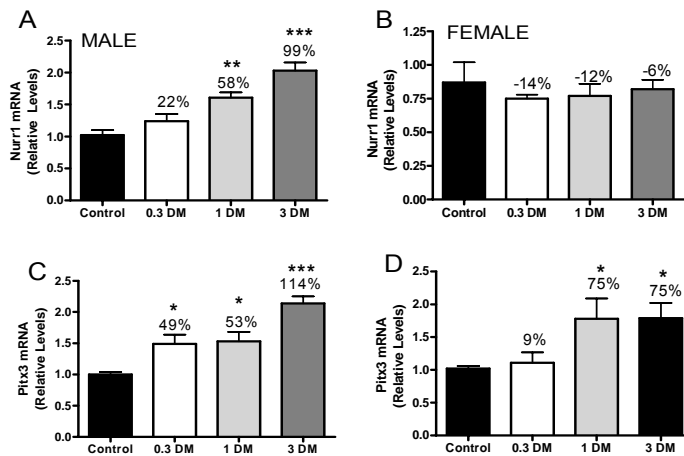 A
MALE
Nurr1 mRNA
(Relative Levels)
2.5
2.0
1.5
1.0
0.5
0.0
22%
**
58%
***
99%
Control 0.3 DM 1 DM 3 DM
B
FEMALE
Nurr1 mRNA
(Relative Levels)
1.25
1.00
0.75
0.50
0.25
0.00
-14%
-12%
-6%
Control 0.3 DM 1 DM 3 DM
C
Pitx3 mRNA
(Relative Levels)
2.5
2.0
1.5
1.0
0.5
0.0
*
49%
*
53%
***
114%
Control 0.3 DM 1 DM 3 DM
D
Pitx3 mRNA
(Relative Levels)
2.5
2.0
1.5
1.0
0.5
0.0
9%
*
75%
*
75%
Control 0.3 DM 1 DM 3 DM